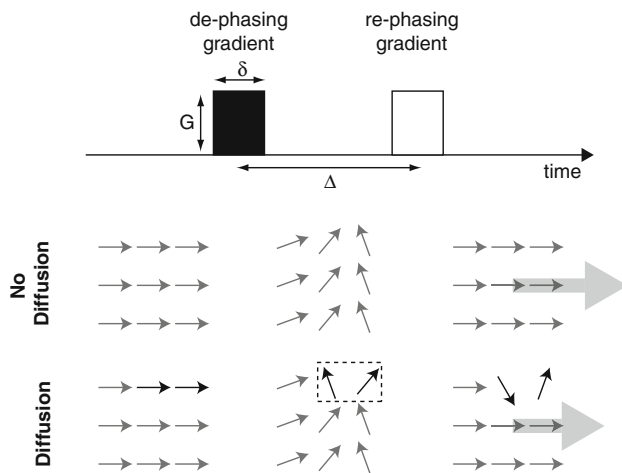 de-phasing
gradient
re-phasing
gradient
δ
G
time
Δ
No
Diffusion
Diffusion